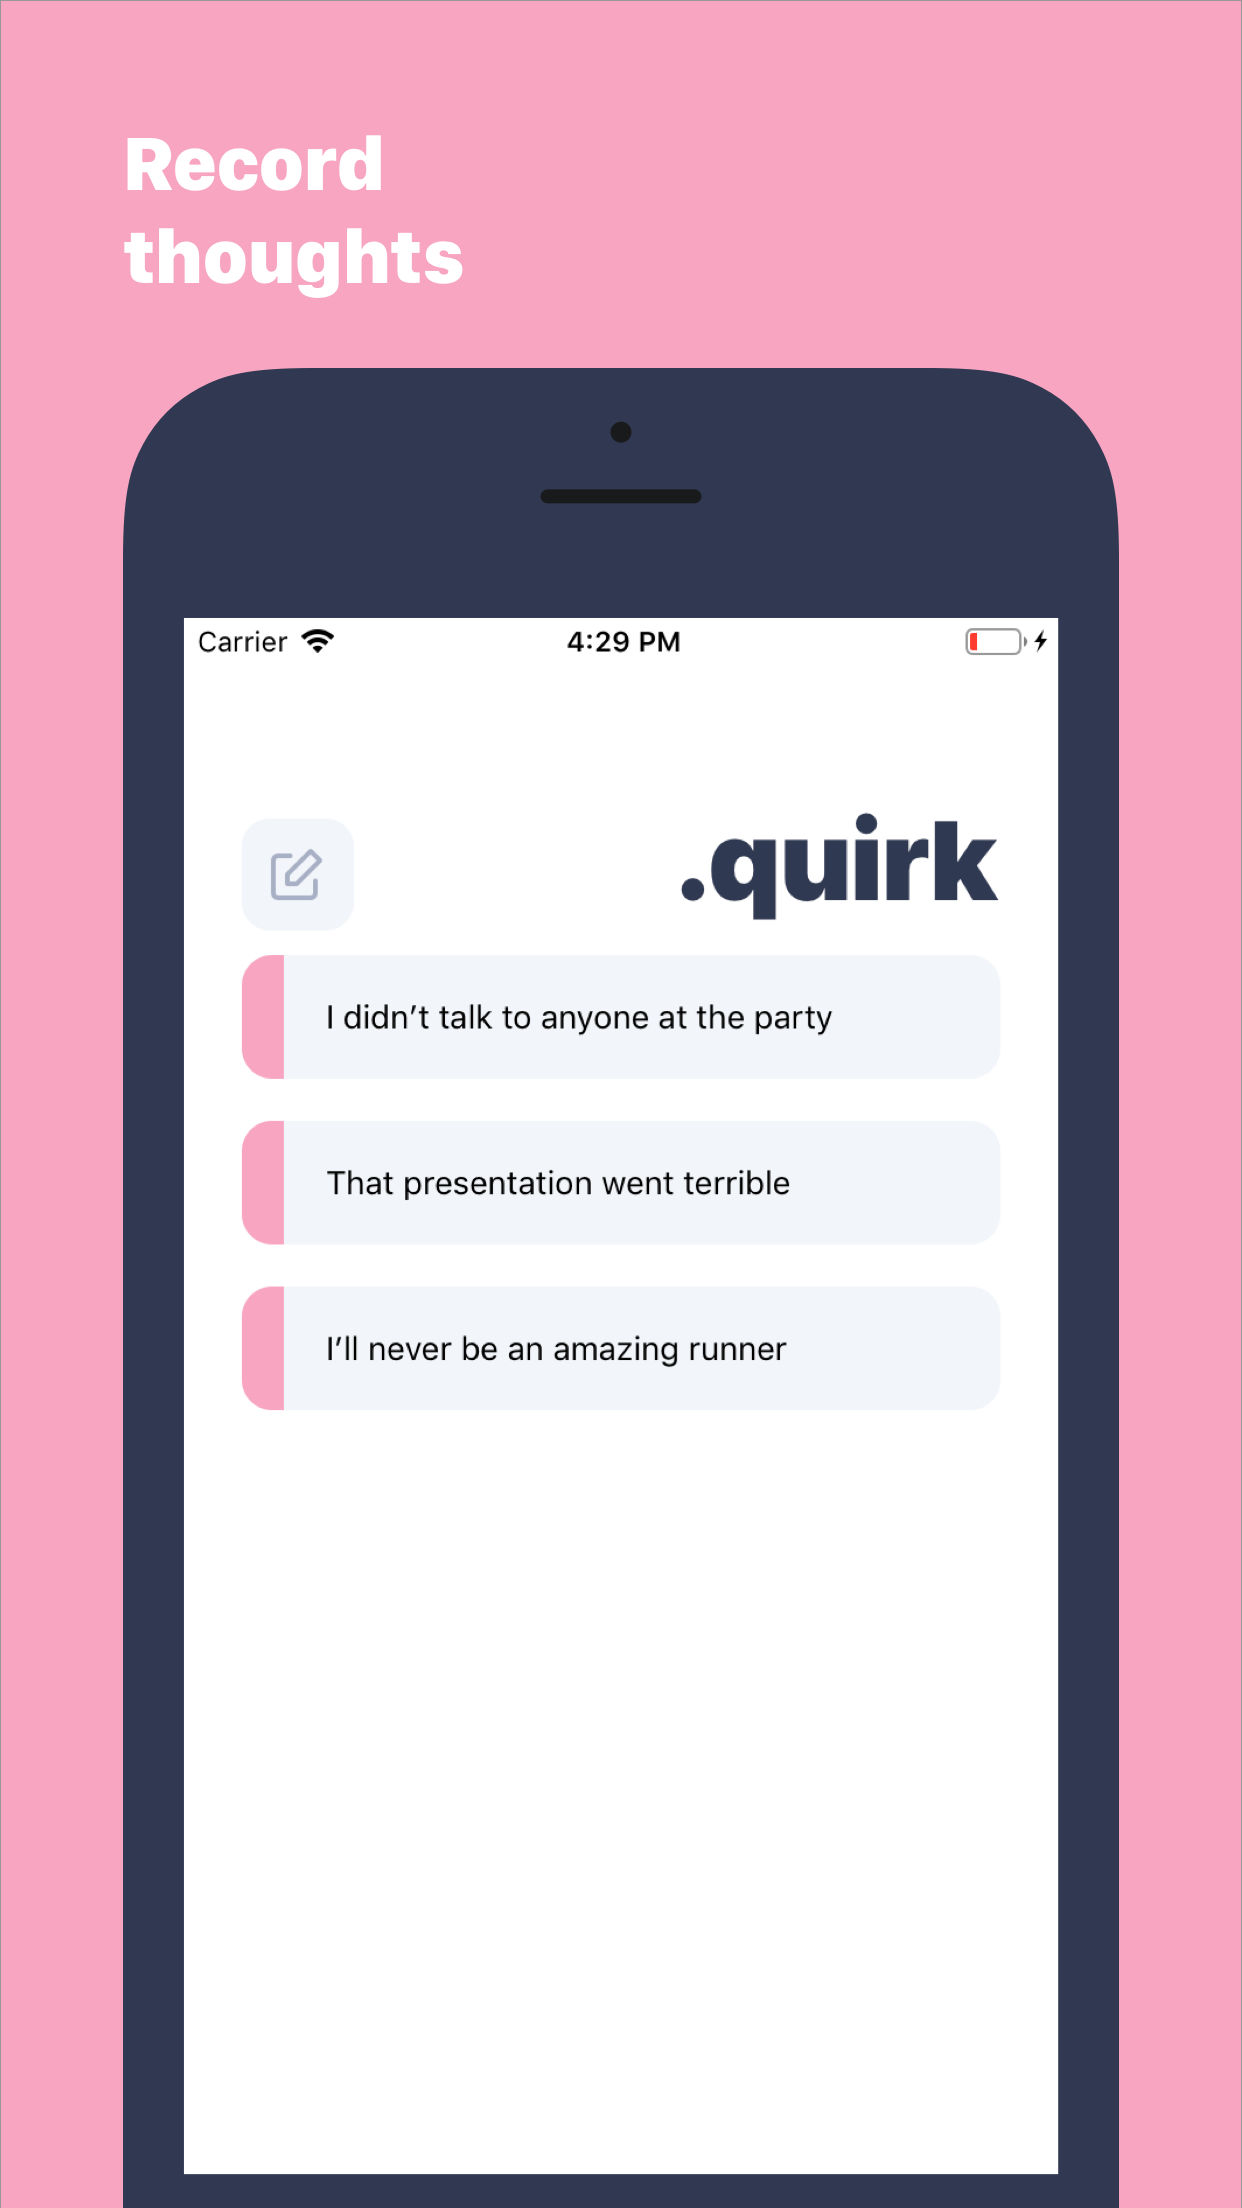 Record
thoughts
Carrier 4:29 PM
.quirk
I didn’t talk to anyone at the party
That presentation went terrible
I’ll never be an amazing runner